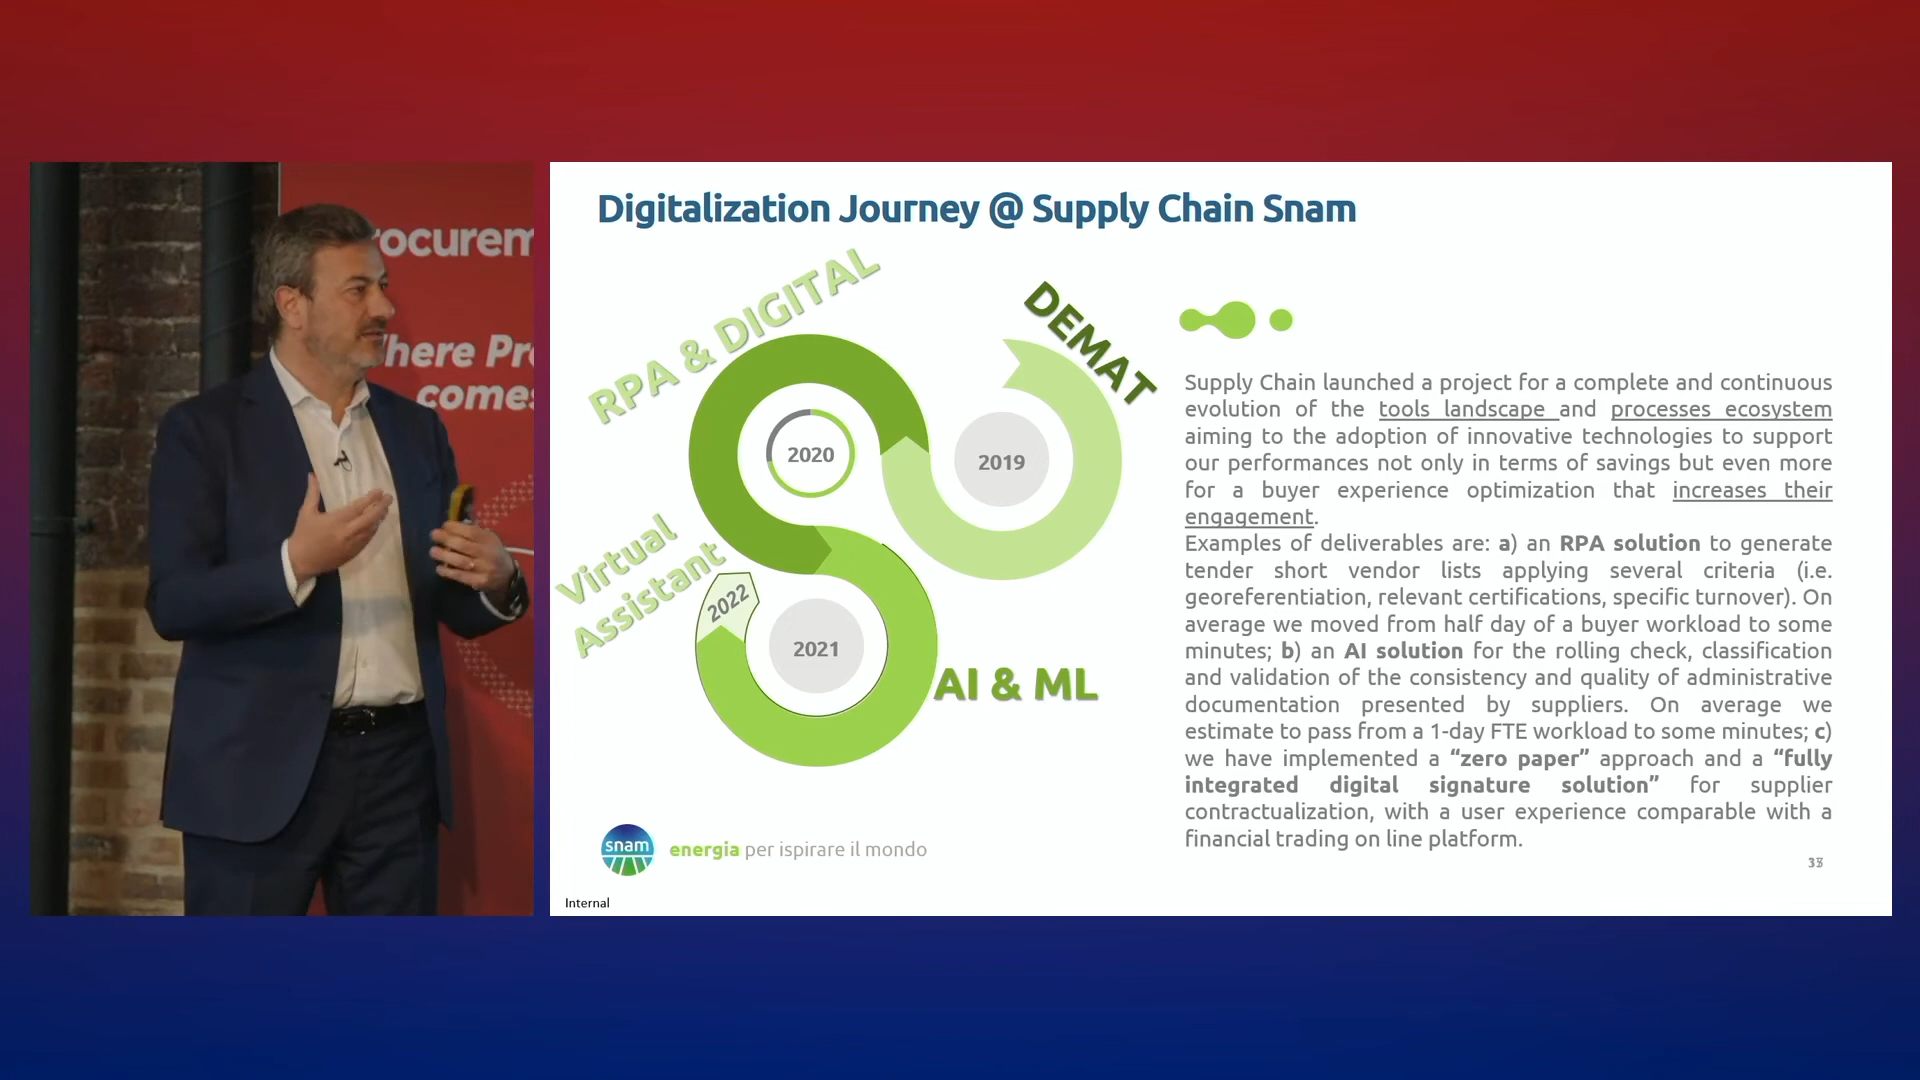 rocurem
here Pr
comes
Digitalization Journey @ Supply Chain Snam
RPA & DIGITAL
DEMAT
2020
2019
Virtual
Assistant
2022
2021
AI & ML
Supply Chain launched a project for a complete and continuous
evolution of the tools landscape and processes ecosystem
aiming to the adoption of innovative technologies to support
our performances not only in terms of savings but even more
for a buyer experience optimization that increases their
engagement.
Examples of deliverables are: a) an RPA solution to generate
tender short vendor lists applying several criteria (i.e.
georeferentiation, relevant certifications, specific turnover). On
average we moved from half day of a buyer workload to some
minutes; b) an AI solution for the rolling check, classification
and validation of the consistency and quality of administrative
documentation presented by suppliers. On average we
estimate to pass from a 1-day FTE workload to some minutes; c)
we have implemented a “zero paper” approach and a “fully
integrated digital signature solution” for supplier
contractualization, with a user experience comparable with a
financial trading on line platform.
snam
energia per ispirare il mondo
Internal